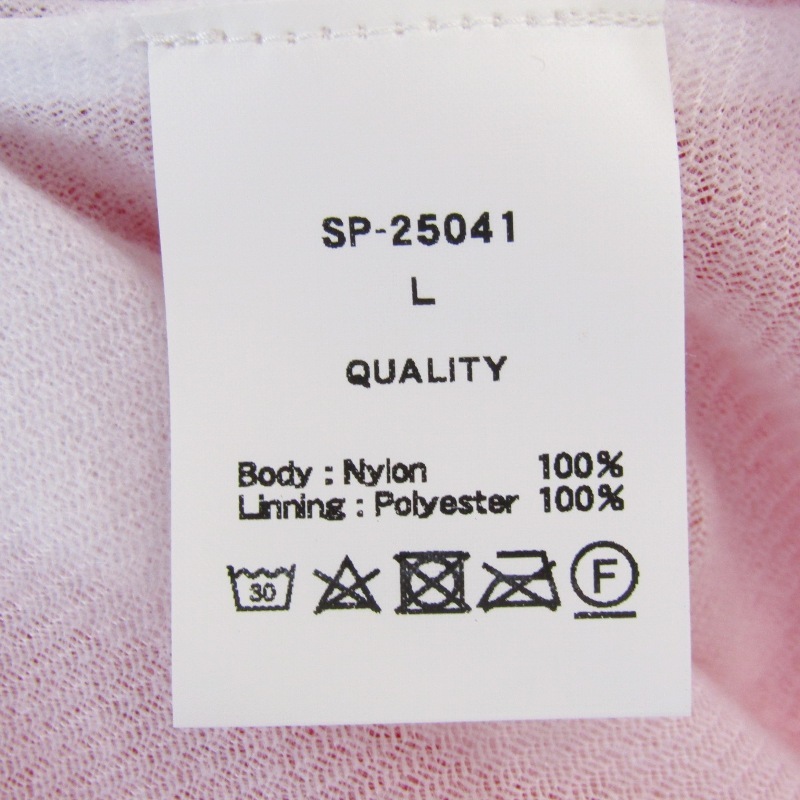 SP-25041
L
QUALITY
Body : Nylon 100%
Linning : Polyester 100%
30
F